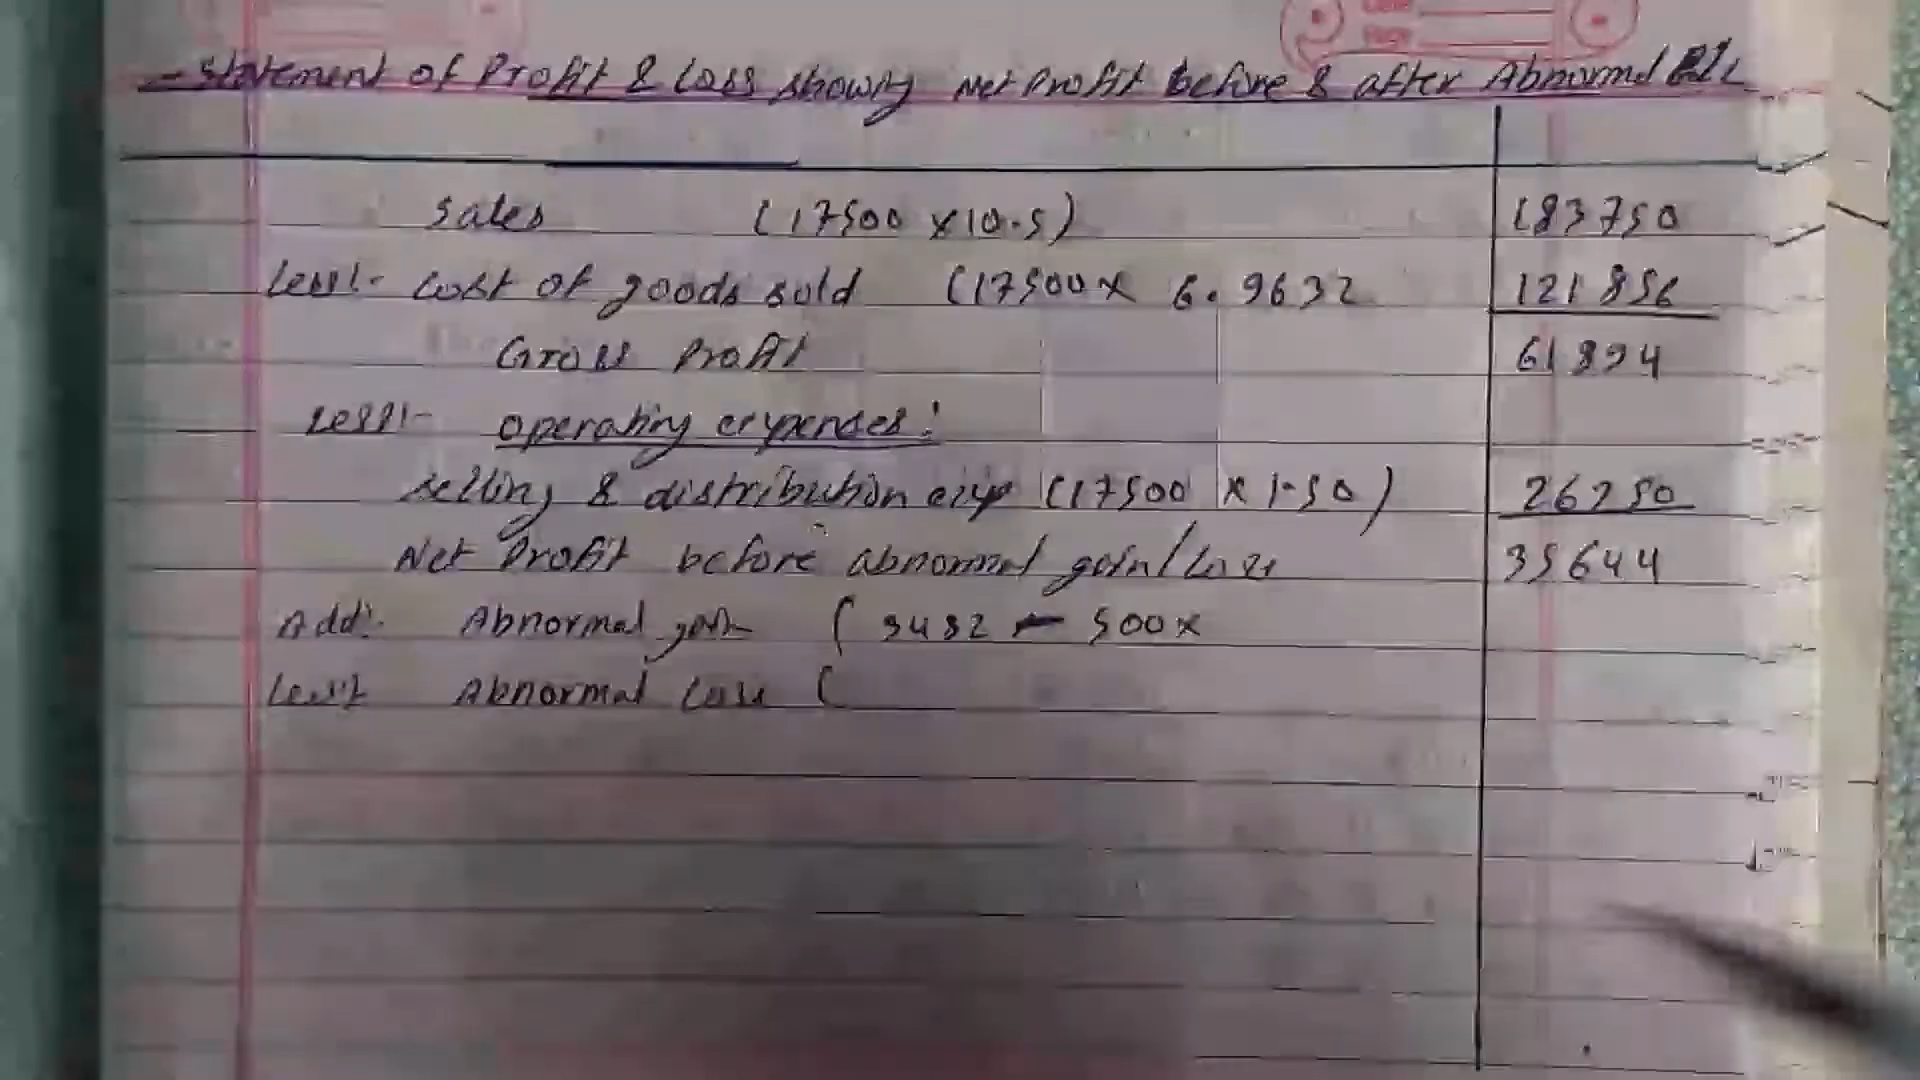 Statement of Profit & Loss showing Net Profit before & after Abnormal
Sales (17500 x 10.5) 183750
Less:- Cost of goods sold (17500 x 6.9632 121856
Gross Profit 61894
Less:- operating expenses:
selling & distribution exp (17500 x 1.50) 26250
Net Profit before abnormal gain/Loss 35644
Add:- Abnormal gain ( 3482 - 500x
Less:- Abnormal Loss (